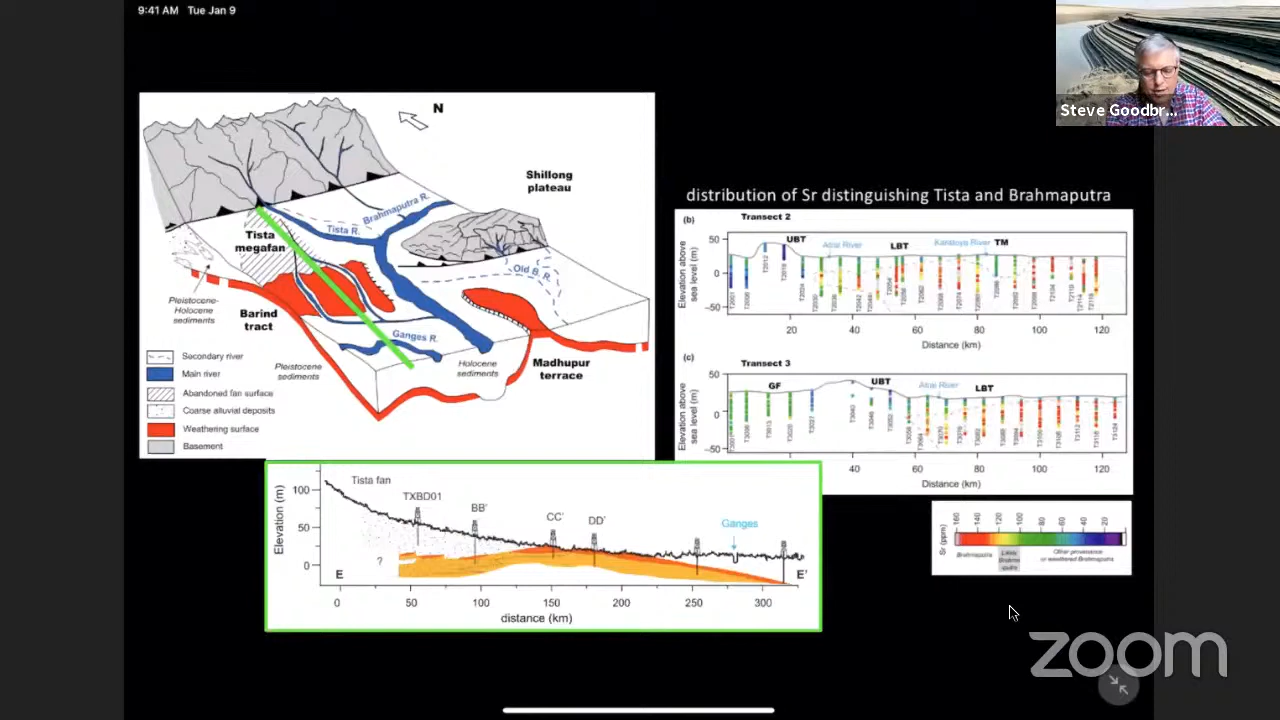 9:41 AM Tue Jan 9
Steve Goodbr...
N
Shillong
plateau
Brahmaputra R.
Tista R.
Tista
megafan
Old B. R.
Pleistocene-
Holocene
sediments
Barind
tract
Ganges R.
Pleistocene
sediments
Holocene
sediments
Madhupur
terrace
Secondary river
Main river
Abandoned fan surface
Coarse alluvial deposits
Weathering surface
Basement
distribution of Sr distinguishing Tista and Brahmaputra
(b)
Transect 2
Elevation above
sea level (m)
50
0
-50
UBT
Atrai River
LBT
Karatoya River
TM
20
40
60
80
100
120
Distance (km)
(c)
Transect 3
Elevation above
sea level (m)
50
0
-50
GF
UBT
Atrai River
LBT
40
60
80
100
120
Distance (km)
Sr (ppm)
160
140
120
100
80
60
40
20
Brahmaputra
Other provenance
or weathered Brahmaputra
Elevation (m)
100
50
0
Tista fan
TXBD01
BB'
CC'
DD'
Ganges
?
E
E'
0
50
100
150
200
250
300
distance (km)
zoom